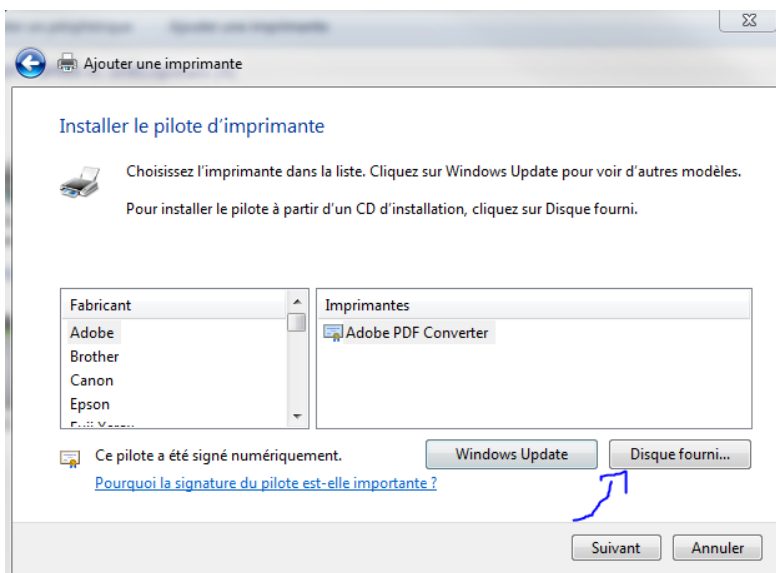 Ajouter une imprimante
Installer le pilote d'imprimante
Choisissez l'imprimante dans la liste. Cliquez sur Windows Update pour voir d'autres modèles.
Pour installer le pilote à partir d'un CD d'installation, cliquez sur Disque fourni.
Fabricant
Imprimantes
Adobe
Adobe PDF Converter
Brother
Canon
Epson
Ce pilote a été signé numériquement.
Windows Update
Disque fourni...
Pourquoi la signature du pilote est-elle importante ?
Suivant
Annuler